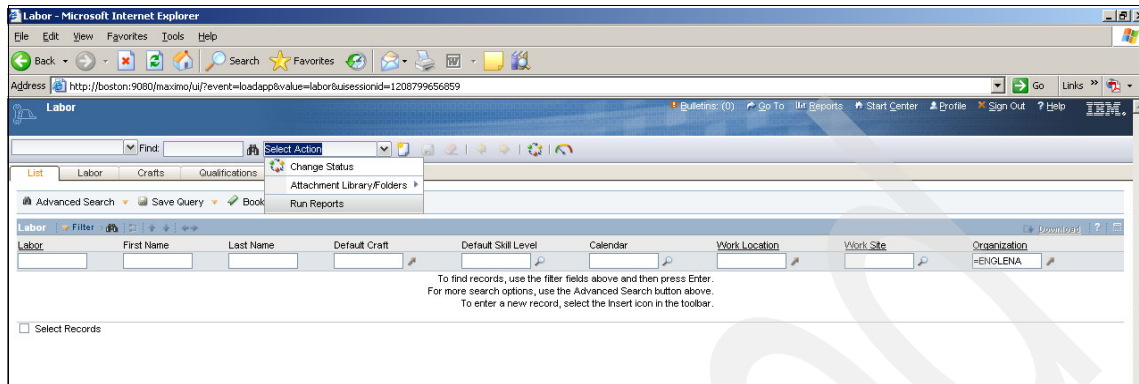 Labor - Microsoft Internet Explorer
File Edit View Favorites Tools Help
Back Search Favorites
Address http://boston:9080/maximo/ui/?event=loadapp&value=labor&uisessionid=1208799656859 Go Links »
Labor Bulletins: (0) Go To Reports Start Center Profile Sign Out ? Help IBM.
Find: Select Action
Change Status
List Labor Crafts Qualifications
Attachment Library/Folders
Advanced Search Save Query Book Run Reports
Labor Filter Download ?
Labor First Name Last Name Default Craft Default Skill Level Calendar Work Location Work Site Organization
=ENGLENA
To find records, use the filter fields above and then press Enter.
For more search options, use the Advanced Search button above.
To enter a new record, select the Insert icon in the toolbar.
Select Records